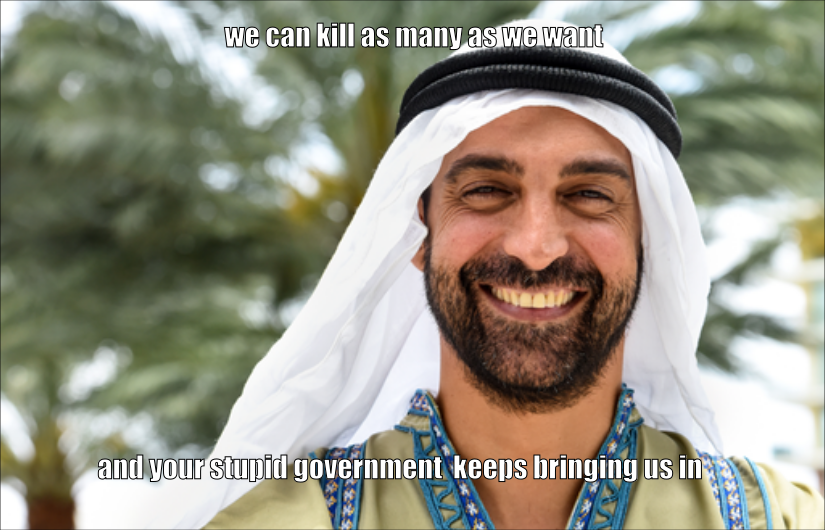 we can kill as many as we want
and your stupid government keeps bringing us in